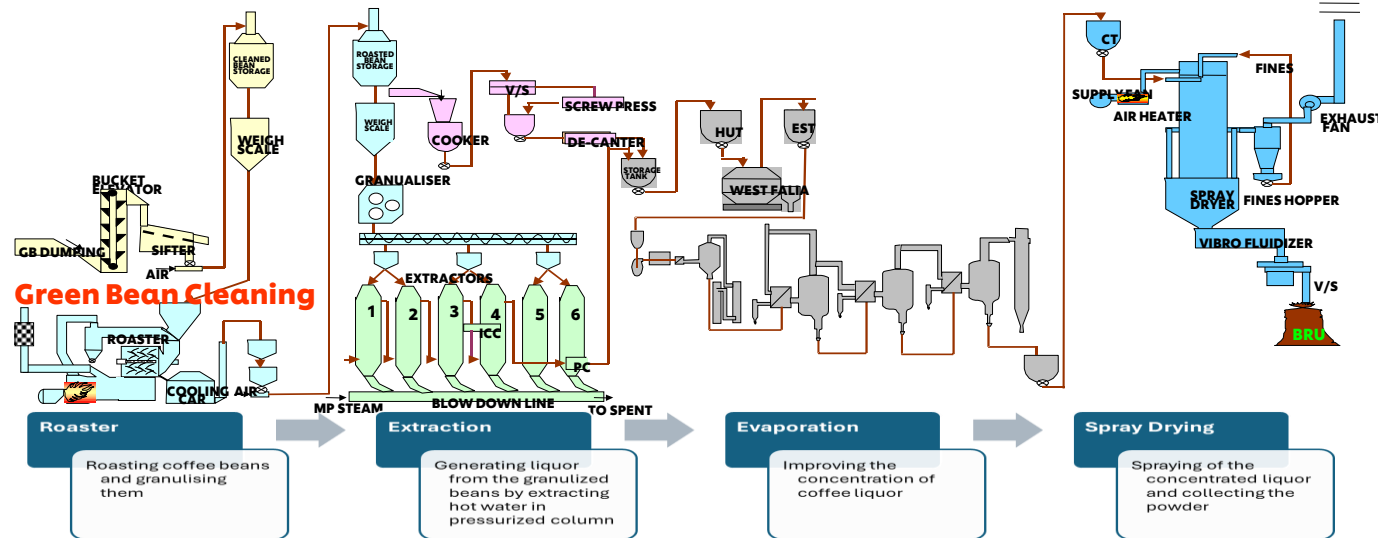 CLEANED
BEAN
STORAGE
WEIGH
SCALE
BUCKET
ELEVATOR
GB DUMPING
SIFTER
AIR
Green Bean Cleaning
ROASTER
COOLING
CAR
AIR
ROASTED
BEAN
STORAGE
WEIGH
SCALE
GRANUALISER
COOKER
V/S
SCREW PRESS
DE-CANTER
STORAGE
TANK
EXTRACTORS
1
2
3
4
5
6
ICC
PC
MP STEAM
BLOW DOWN LINE
TO SPENT
HUT
EST
WEST FALIA
CT
SUPPLY FAN
AIR HEATER
FINES
EXHAUST
FAN
SPRAY
DRYER
FINES HOPPER
VIBRO FLUIDIZER
V/S
BRU
Roaster
Roasting coffee beans
and granulising
them
Extraction
Generating liquor
from the granulized
beans by extracting
hot water in
pressurized column
Evaporation
Improving the
concentration of
coffee liquor
Spray Drying
Spraying of the
concentrated liquor
and collecting the
powder